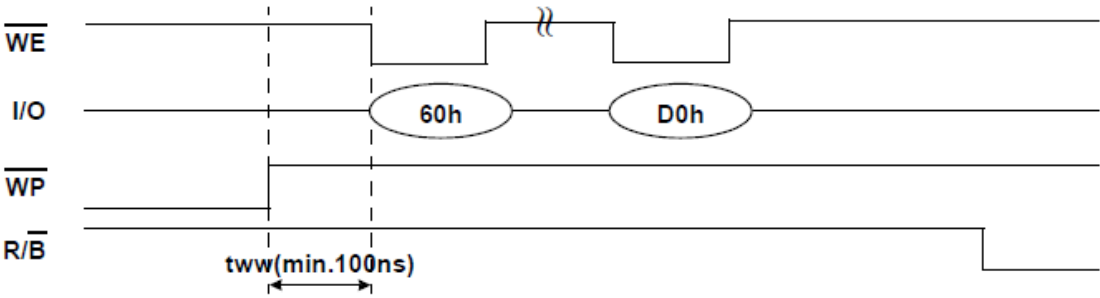 WE
I/O 60h D0h
WP
R/B
tww(min.100ns)